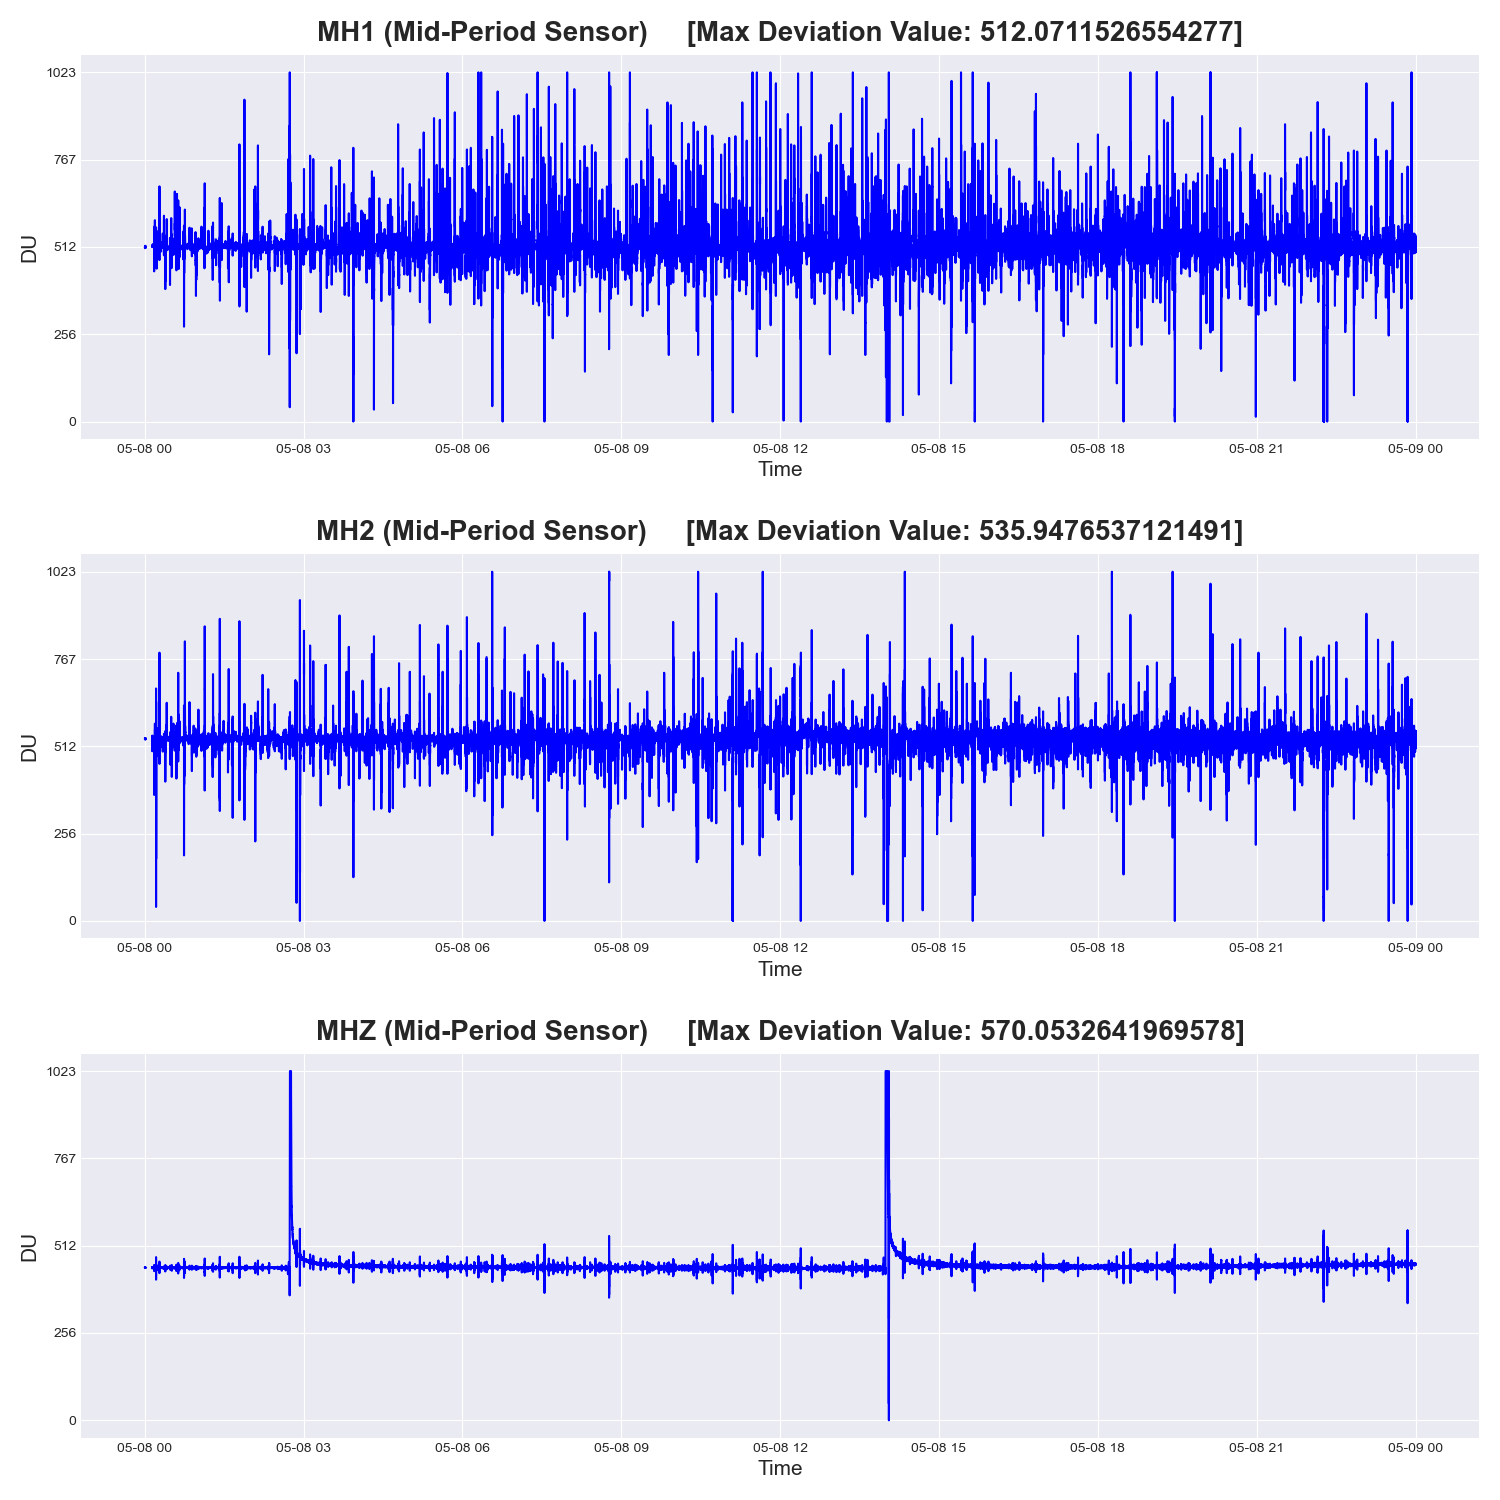 MH1 (Mid-Period Sensor)     [Max Deviation Value: 512.0711526554277]
1023
767
512
256
0
DU
05-08 00 05-08 03 05-08 06 05-08 09 05-08 12 05-08 15 05-08 18 05-08 21 05-09 00
Time
MH2 (Mid-Period Sensor)     [Max Deviation Value: 535.9476537121491]
1023
767
512
256
0
DU
05-08 00 05-08 03 05-08 06 05-08 09 05-08 12 05-08 15 05-08 18 05-08 21 05-09 00
Time
MHZ (Mid-Period Sensor)     [Max Deviation Value: 570.0532641969578]
1023
767
512
256
0
DU
05-08 00 05-08 03 05-08 06 05-08 09 05-08 12 05-08 15 05-08 18 05-08 21 05-09 00
Time